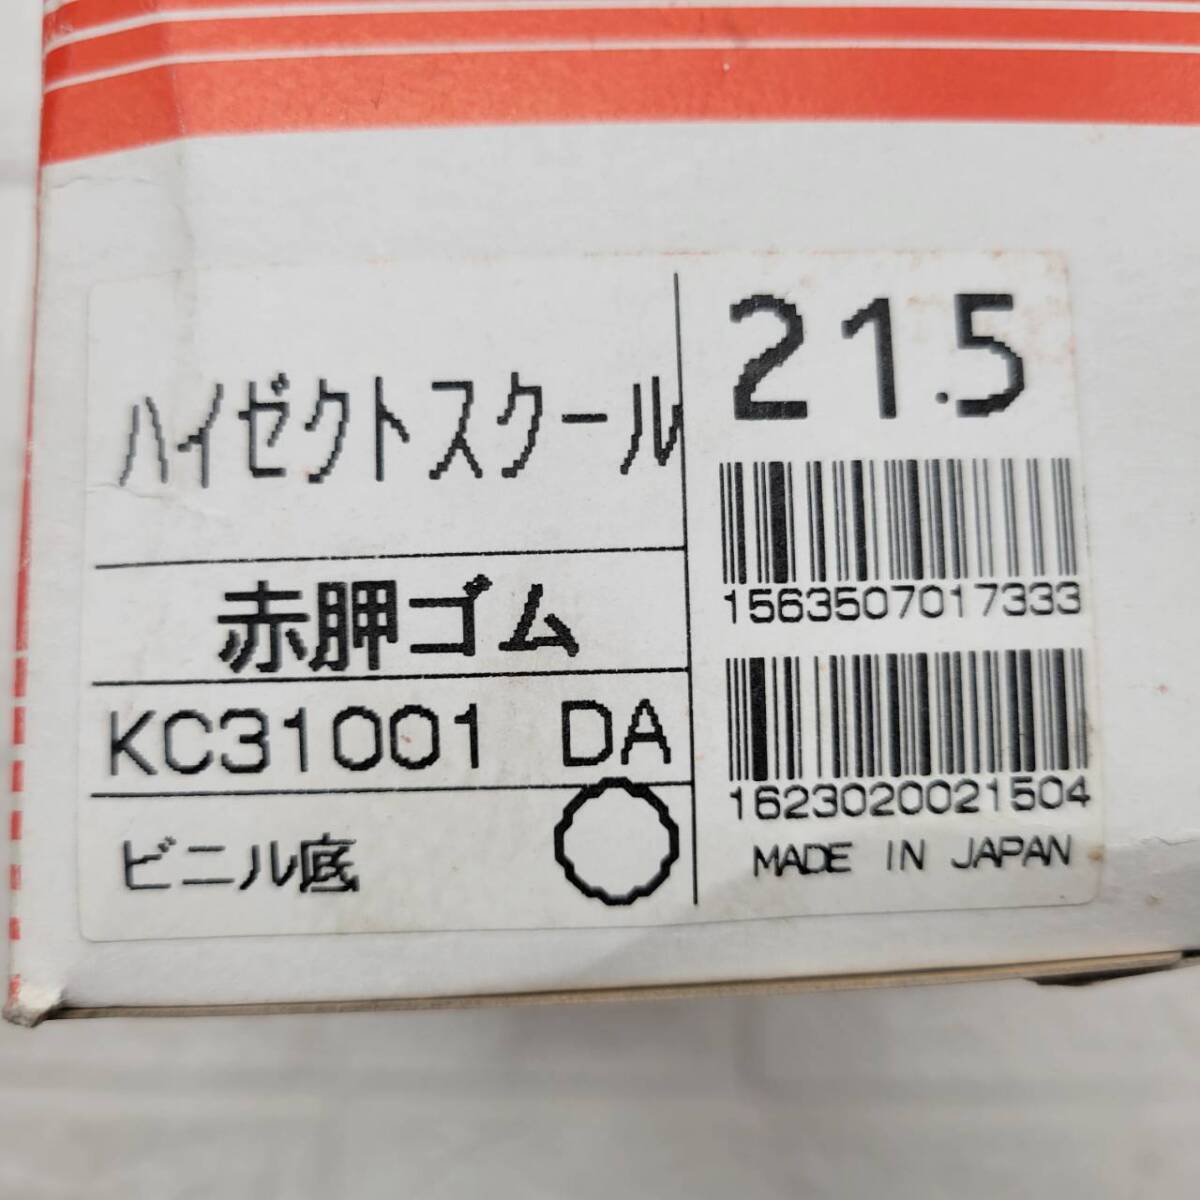 ハイゼクトスクール
赤胛ゴム
KC31001 DA
ビニル底
21.5
1563507017333
1623020021504
MADE IN JAPAN